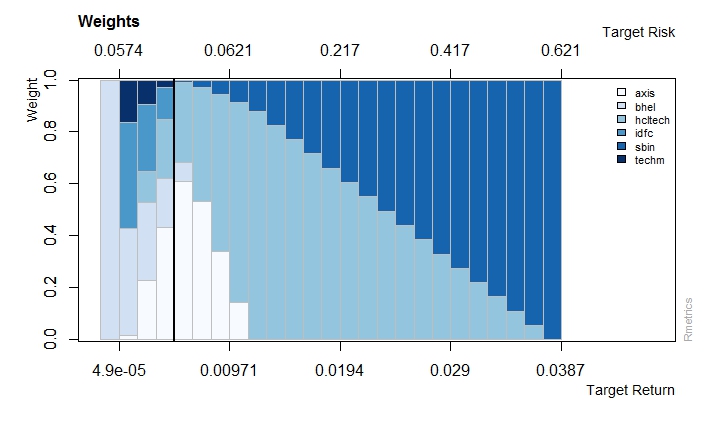 Weights
Target Risk
0.0574 0.0621 0.217 0.417 0.621
Weight
1.0
0.8
0.6
0.4
0.2
0.0
axis
bhel
hcltech
idfc
sbin
techm
Rmetrics
4.9e-05 0.00971 0.0194 0.029 0.0387
Target Return